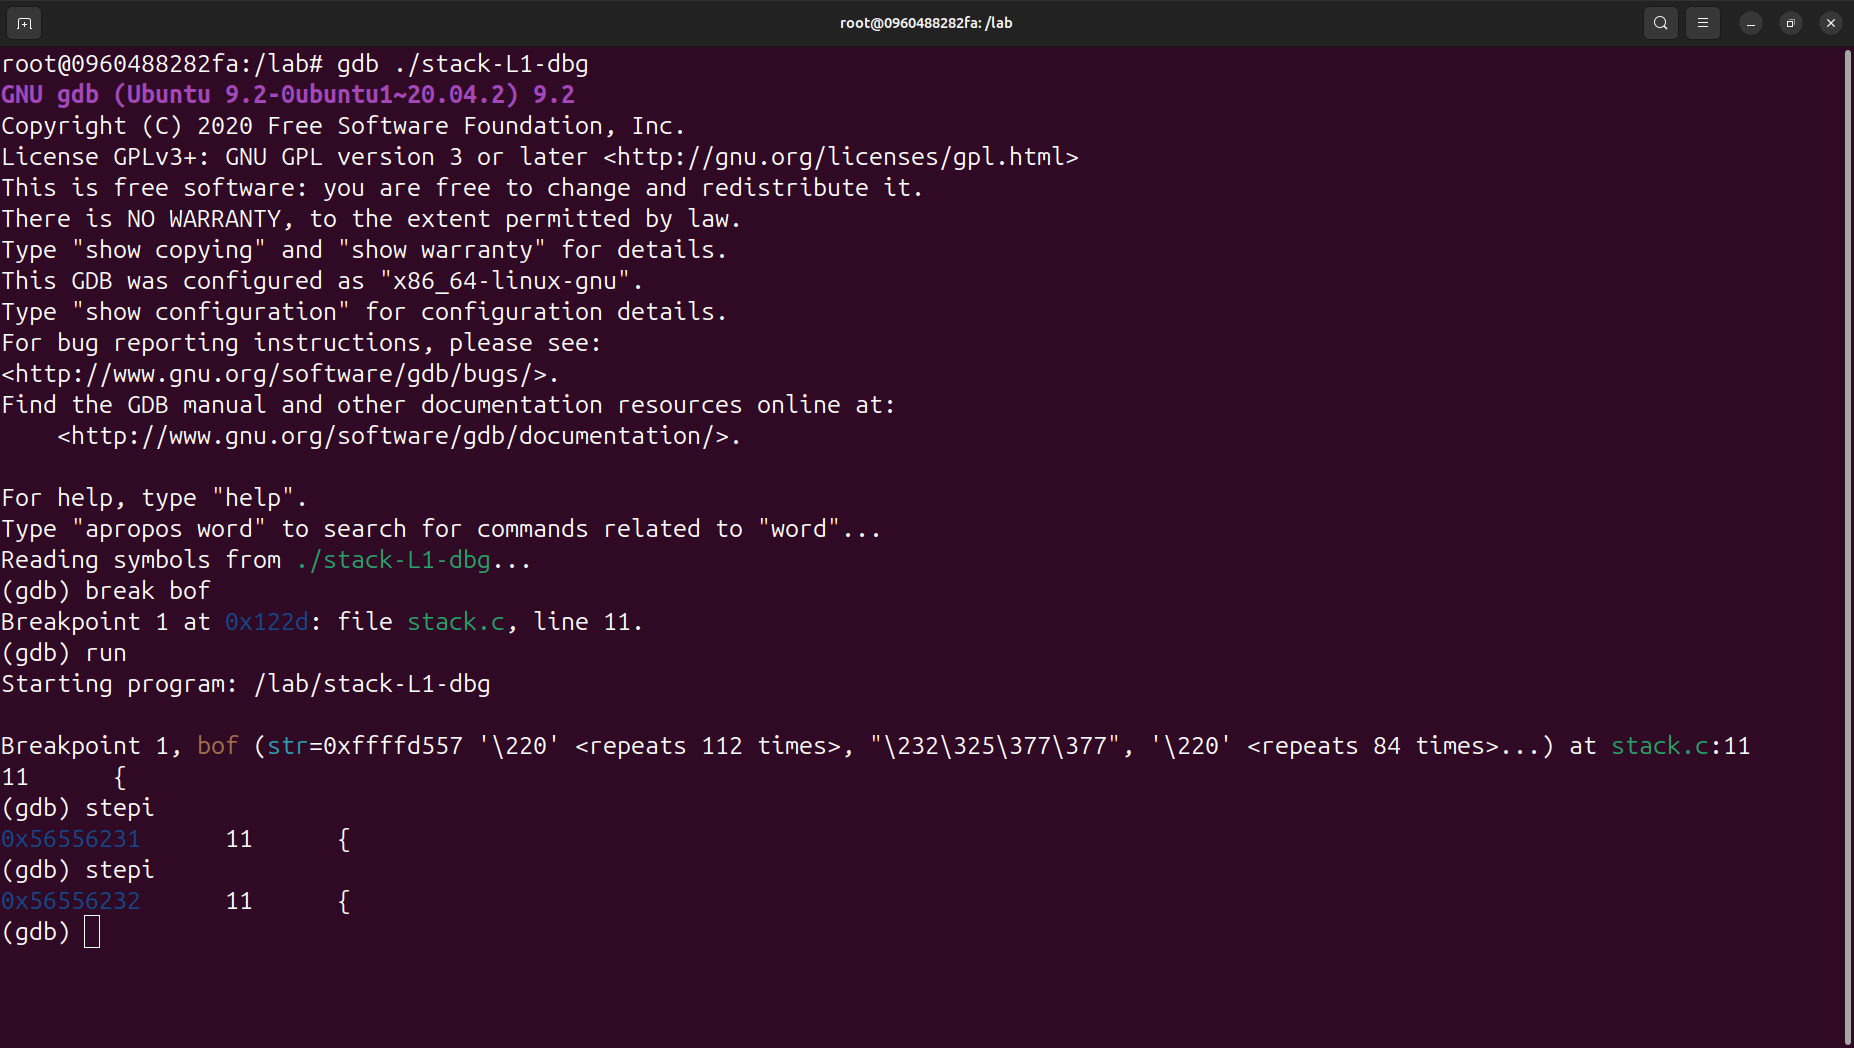 root@0960488282fa: /lab
root@0960488282fa:/lab# gdb ./stack-L1-dbg
GNU gdb (Ubuntu 9.2-0ubuntu1~20.04.2) 9.2
Copyright (C) 2020 Free Software Foundation, Inc.
License GPLv3+: GNU GPL version 3 or later <http://gnu.org/licenses/gpl.html>
This is free software: you are free to change and redistribute it.
There is NO WARRANTY, to the extent permitted by law.
Type "show copying" and "show warranty" for details.
This GDB was configured as "x86_64-linux-gnu".
Type "show configuration" for configuration details.
For bug reporting instructions, please see:
<http://www.gnu.org/software/gdb/bugs/>.
Find the GDB manual and other documentation resources online at:
    <http://www.gnu.org/software/gdb/documentation/>.

For help, type "help".
Type "apropos word" to search for commands related to "word"...
Reading symbols from ./stack-L1-dbg...
(gdb) break bof
Breakpoint 1 at 0x122d: file stack.c, line 11.
(gdb) run
Starting program: /lab/stack-L1-dbg

Breakpoint 1, bof (str=0xffffd557 '\220' <repeats 112 times>, "\232\325\377\377", '\220' <repeats 84 times>...) at stack.c:11
11      {
(gdb) stepi
0x56556231      11      {
(gdb) stepi
0x56556232      11      {
(gdb)